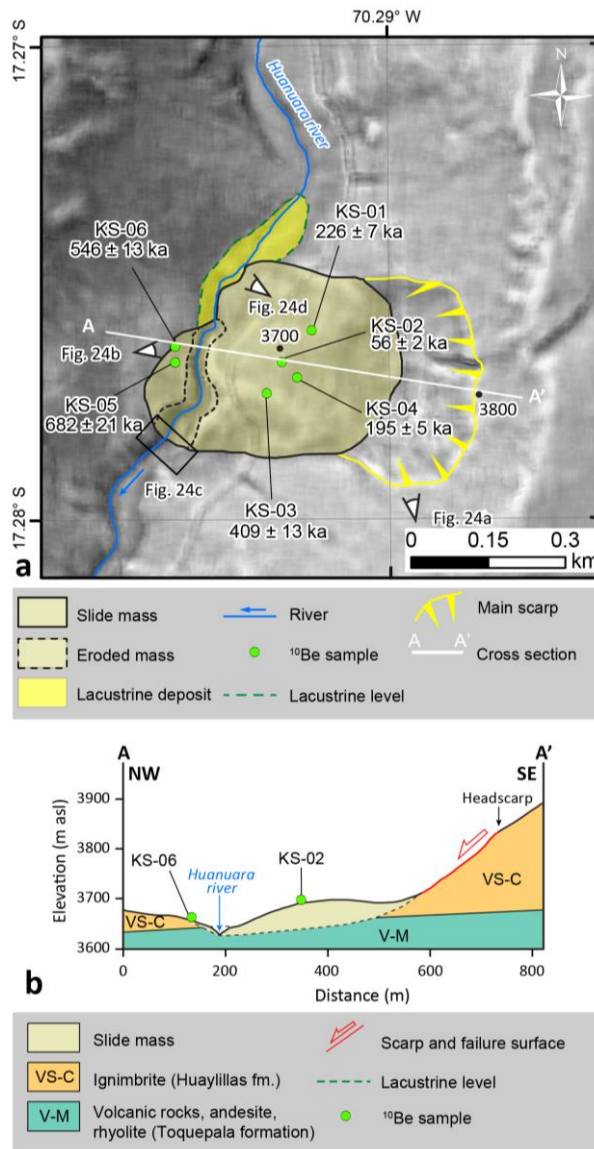 70.29° W
17.27° S
N
Huanuara river
KS-06
546 ± 13 ka
KS-01
226 ± 7 ka
Fig. 24d
A
3700
KS-02
56 ± 2 ka
Fig. 24b
A'
3800
KS-05
682 ± 21 ka
KS-04
195 ± 5 ka
Fig. 24c
KS-03
409 ± 13 ka
Fig. 24a
17.28° S
0 0.15 0.3
km
a
Slide mass
River
Main scarp
Eroded mass
¹⁰Be sample
A A'
Cross section
Lacustrine deposit
Lacustrine level
A
NW
A'
SE
Elevation (m asl)
3900
3800
3700
3600
Headscarp
KS-06
Huanuara
river
KS-02
VS-C
VS-C
V-M
0 200 400 600 800
Distance (m)
b
Slide mass
Scarp and failure surface
VS-C
Ignimbrite (Huaylillas fm.)
Lacustrine level
V-M
Volcanic rocks, andesite,
rhyolite (Toquepala formation)
¹⁰Be sample